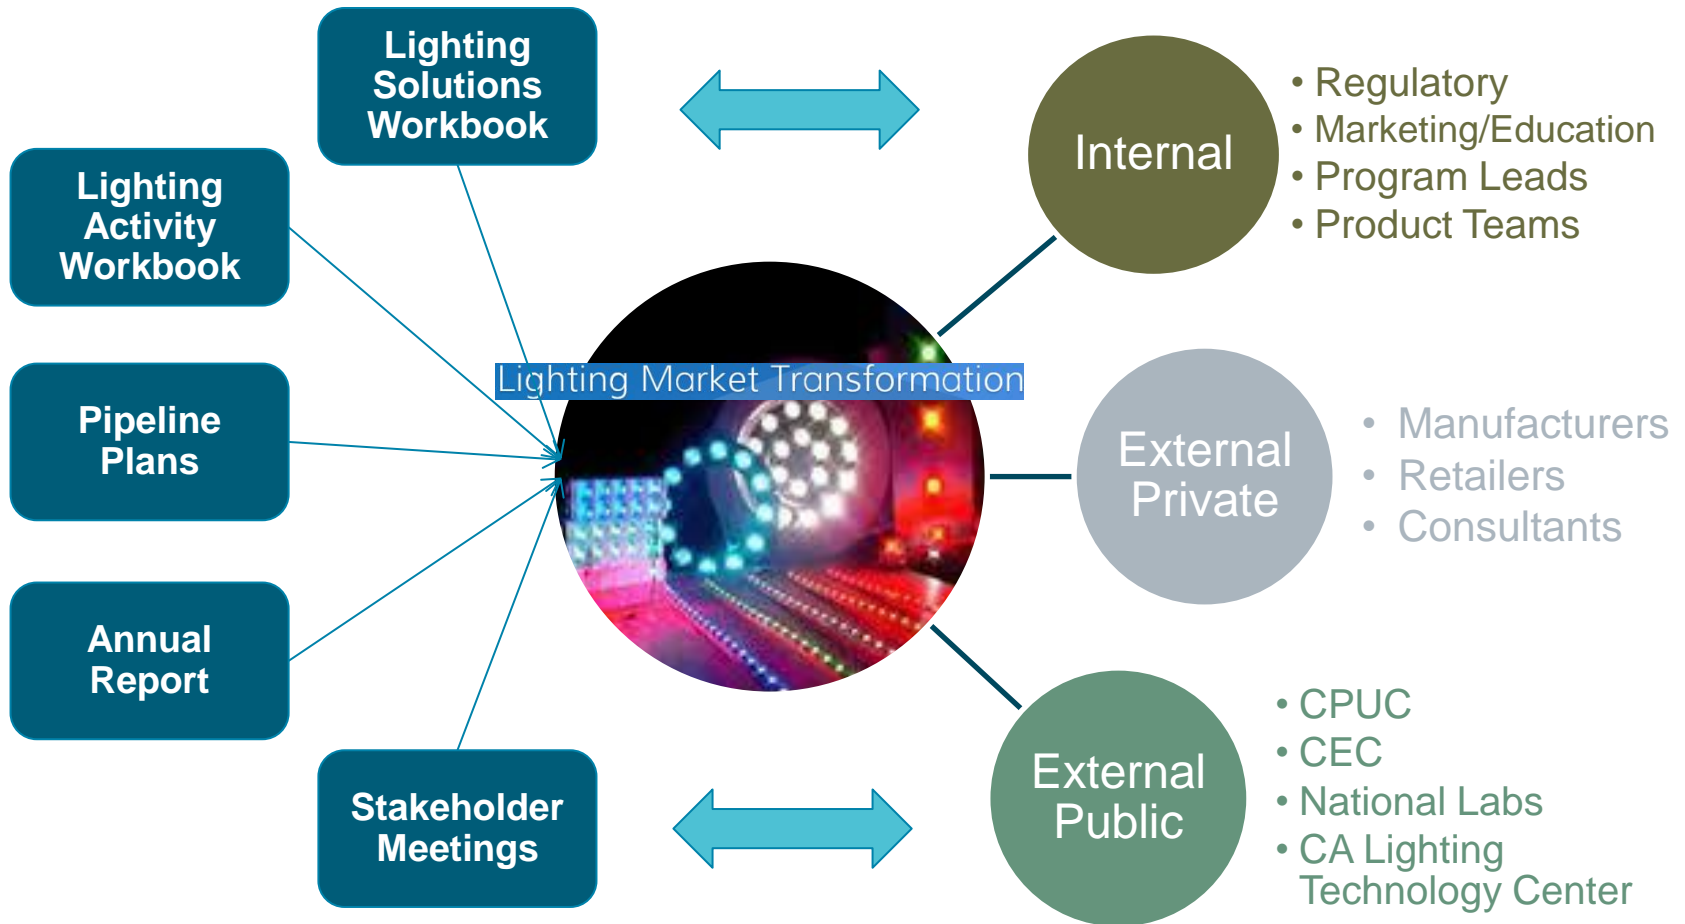 Lighting
Solutions
Workbook
Lighting
Activity
Workbook
Pipeline
Plans
Annual
Report
Stakeholder
Meetings
Lighting Market Transformation
Internal
• Regulatory
• Marketing/Education
• Program Leads
• Product Teams
External
Private
• Manufacturers
• Retailers
• Consultants
External
Public
• CPUC
• CEC
• National Labs
• CA Lighting
Technology Center